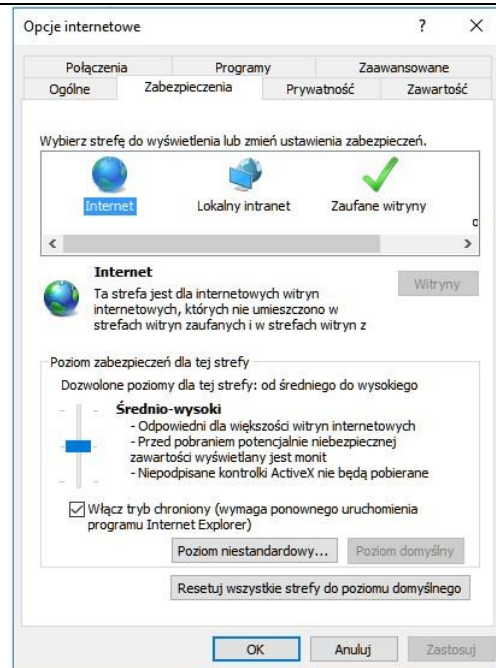 Opcje internetowe
?
Połączenia Programy Zaawansowane
Ogólne Zabezpieczenia Prywatność Zawartość
Wybierz strefę do wyświetlenia lub zmień ustawienia zabezpieczeń.
Internet Lokalny intranet Zaufane witryny
Internet
Witryny
Ta strefa jest dla internetowych witryn
internetowych, których nie umieszczono w
strefach witryn zaufanych i w strefach witryn z
Poziom zabezpieczeń dla tej strefy
Dozwolone poziomy dla tej strefy: od średniego do wysokiego
Średnio-wysoki
- Odpowiedni dla większości witryn internetowych
- Przed pobraniem potencjalnie niebezpiecznej
zawartości wyświetlany jest monit
- Niepodpisane kontrolki ActiveX nie będą pobierane
Włącz tryb chroniony (wymaga ponownego uruchomienia
programu Internet Explorer)
Poziom niestandardowy... Poziom domyślny
Resetuj wszystkie strefy do poziomu domyślnego
OK Anuluj Zastosuj